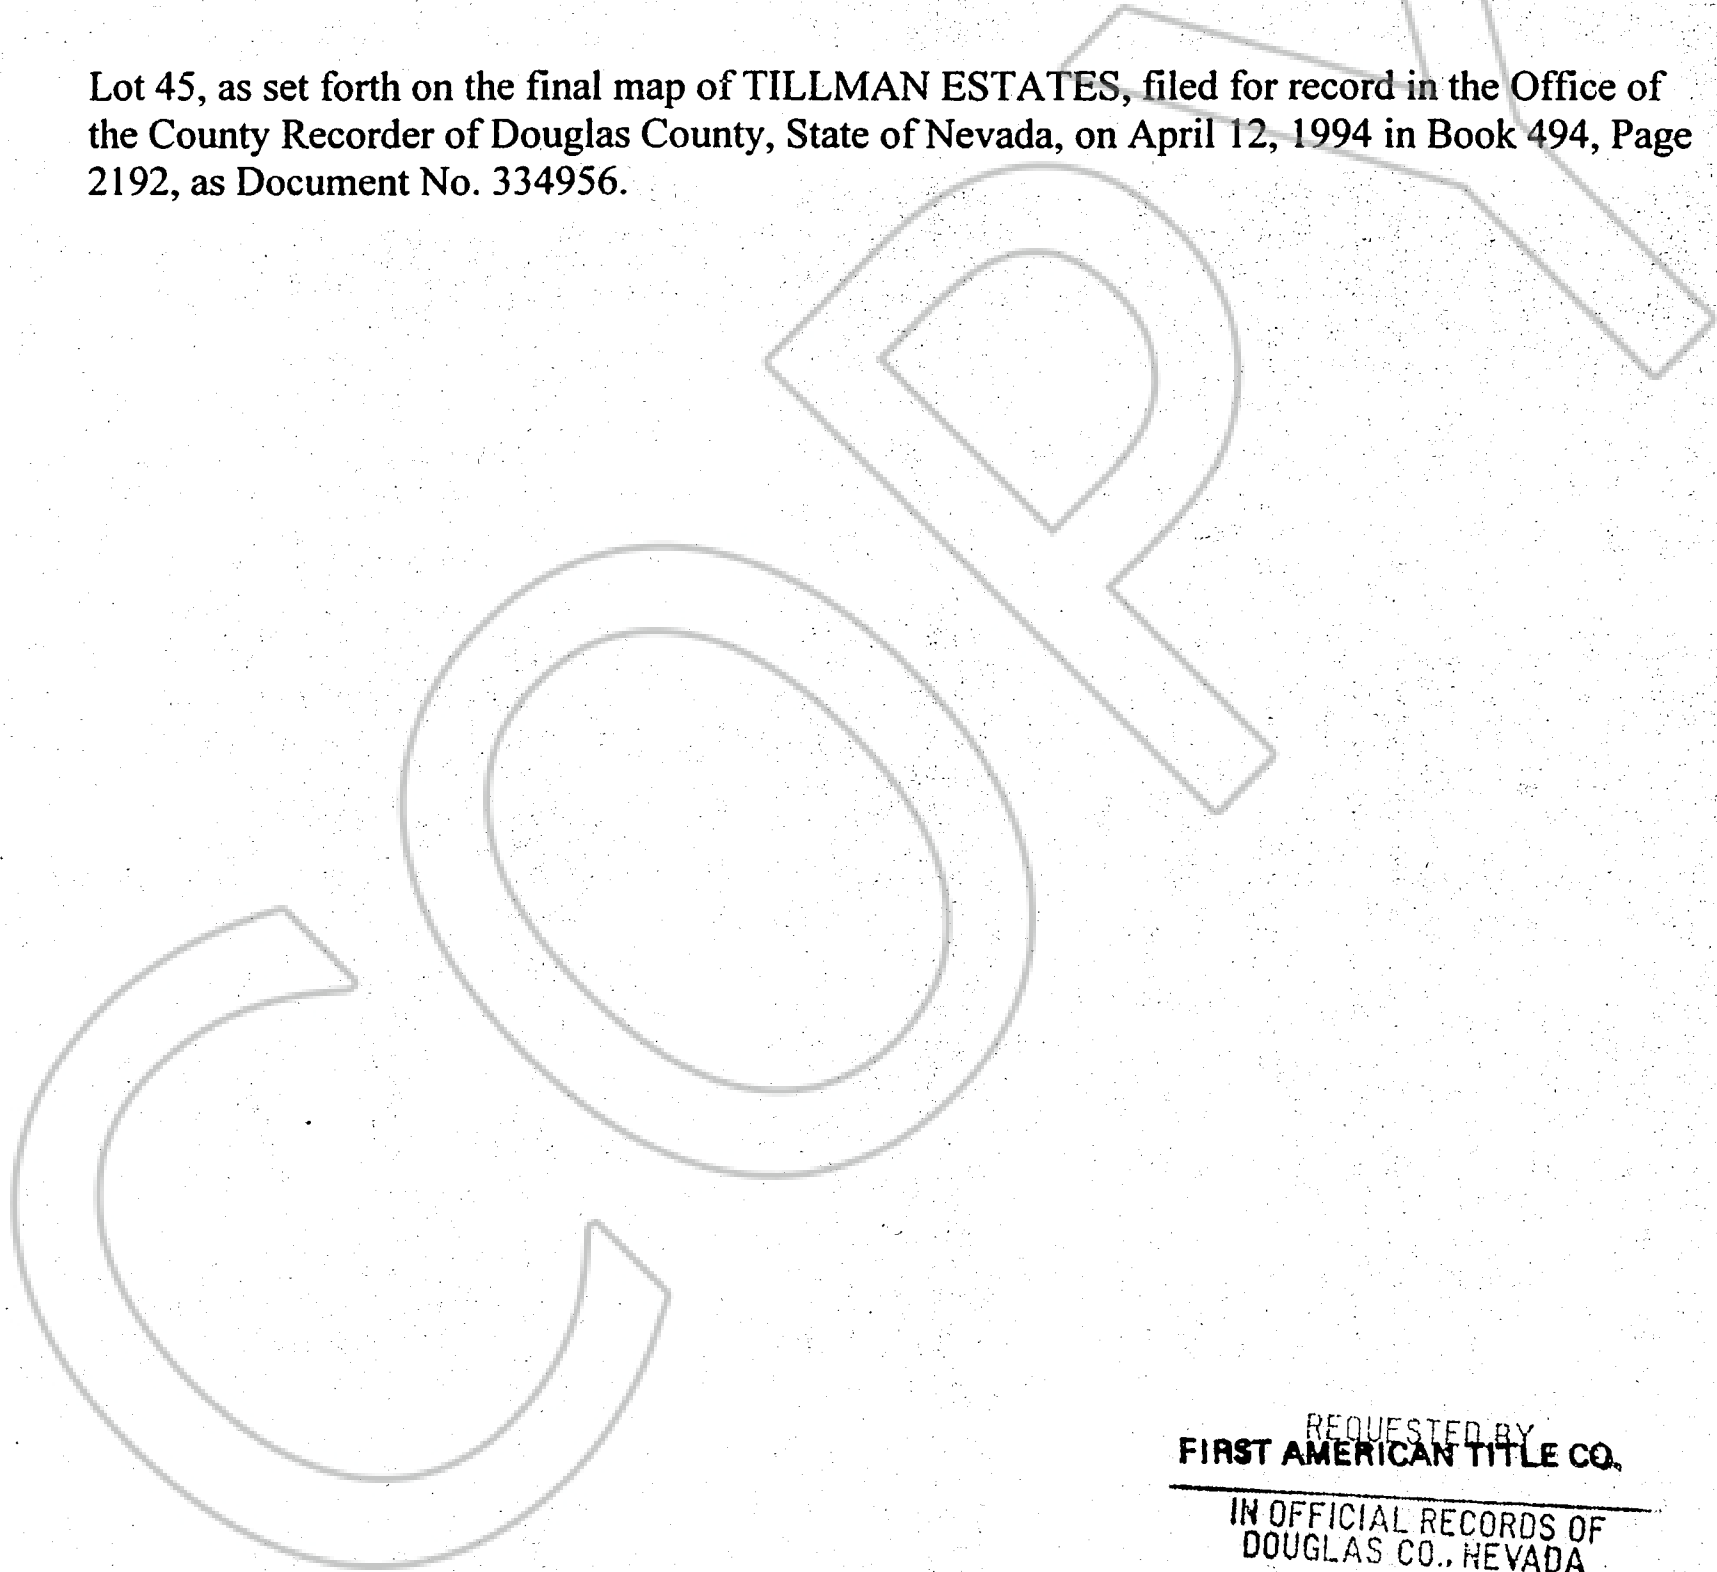 Lot 45, as set forth on the final map of TILLMAN ESTATES, filed for record in the Office of
the County Recorder of Douglas County, State of Nevada, on April 12, 1994 in Book 494, Page
2192, as Document No. 334956.
COPY
REQUESTED BY
FIRST AMERICAN TITLE CO.
IN OFFICIAL RECORDS OF
DOUGLAS CO., NEVADA